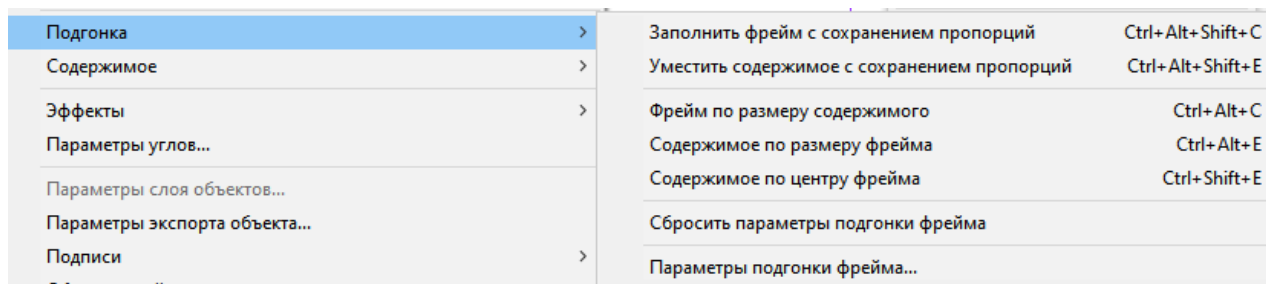 Подгонка >
Содержимое >
Эффекты >
Параметры углов...
Параметры слоя объектов...
Параметры экспорта объекта...
Подписи >
Заполнить фрейм с сохранением пропорций Ctrl+Alt+Shift+C
Уместить содержимое с сохранением пропорций Ctrl+Alt+Shift+E
Фрейм по размеру содержимого Ctrl+Alt+C
Содержимое по размеру фрейма Ctrl+Alt+E
Содержимое по центру фрейма Ctrl+Shift+E
Сбросить параметры подгонки фрейма
Параметры подгонки фрейма...